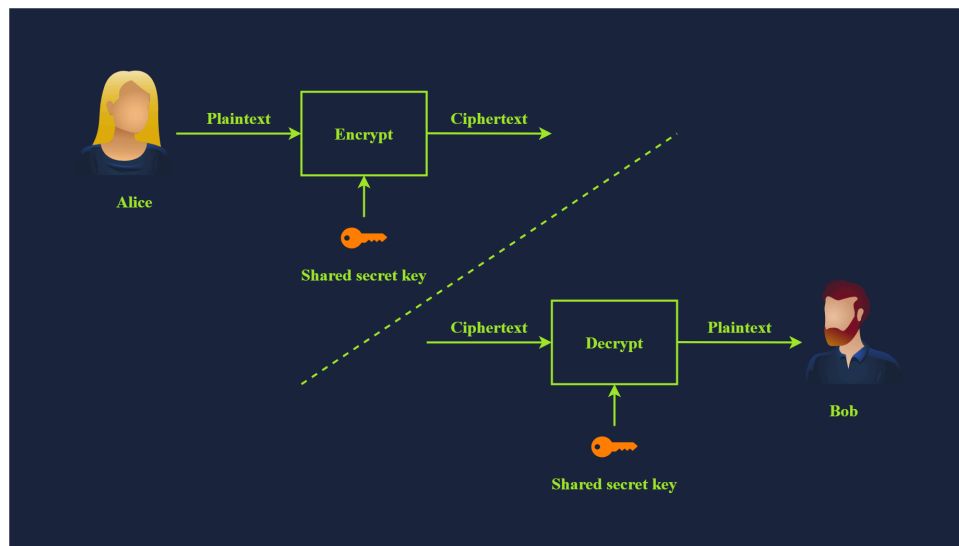 Plaintext
Encrypt
Ciphertext
Alice
Shared secret key
Ciphertext
Decrypt
Plaintext
Bob
Shared secret key